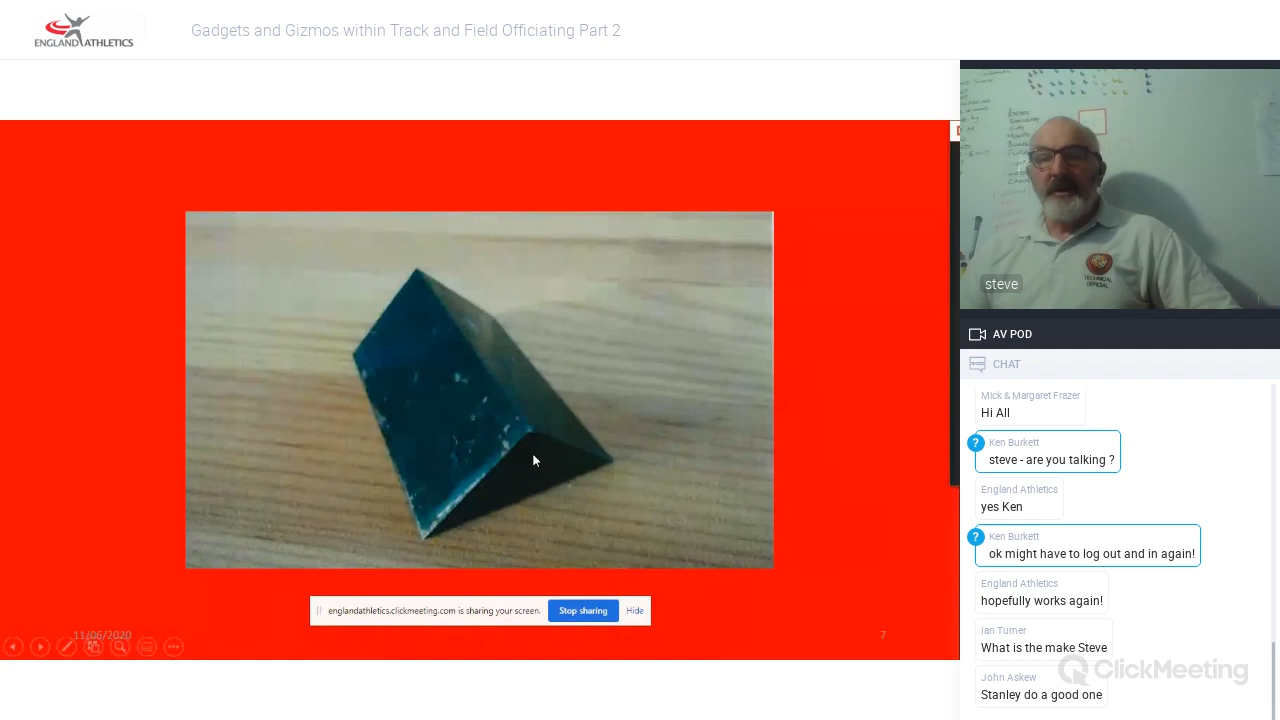 ENGLAND ATHLETICS
Gadgets and Gizmos within Track and Field Officiating Part 2
TECHNICAL
OFFICIAL
steve
AV POD
CHAT
Mick & Margaret Frazer
Hi All
?
Ken Burkett
steve - are you talking ?
England Athletics
yes Ken
?
Ken Burkett
ok might have to log out and in again!
England Athletics
hopefully works again!
Ian Turner
What is the make Steve
John Askew
Stanley do a good one
ClickMeeting
englandathletics.clickmeeting.com is sharing your screen.
Stop sharing
Hide
11/06/2020
7